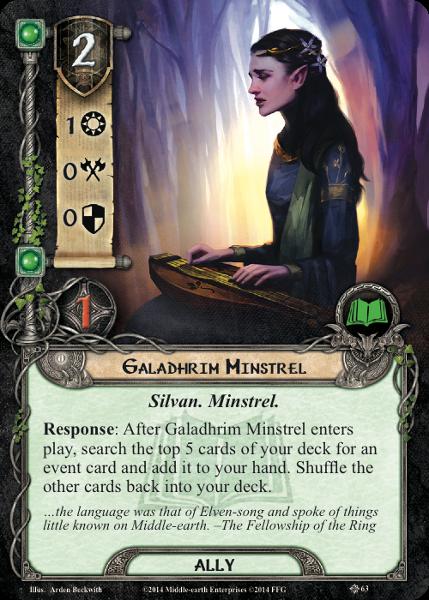 2
1
0
0
1
Galadhrim Minstrel
Silvan. Minstrel.
Response: After Galadhrim Minstrel enters
play, search the top 5 cards of your deck for an
event card and add it to your hand. Shuffle the
other cards back into your deck.
...the language was that of Elven-song and spoke of things
little known on Middle-earth. –The Fellowship of the Ring
ALLY
Illus. Arden Beckwith ©2014 Middle-earth Enterprises ©2014 FFG 63